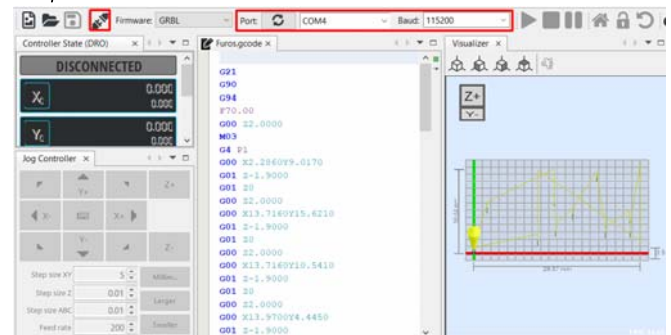 Firmware: GRBL Port: COM4 Baud: 115200
Controller State (DRO) ×
DISCONNECTED
X₀ 0.000
0.000
Y₀ 0.000
0.000
Jog Controller ×
Y+ Z+
X- X+
Y- Z-
Step size XY 5 Millim...
Step size Z 0.01 Larger
Step size ABC 0.01
Feed rate 200 Smaller
Furos.gcode ×
G21
G90
G94
F70.00
G00 Z2.0000
M03
G4 P1
G00 X2.2860Y9.0170
G01 Z-1.9000
G01 Z0
G00 Z2.0000
G00 X13.7160Y15.6210
G01 Z-1.9000
G01 Z0
G00 Z2.0000
G00 X13.7160Y10.5410
G01 Z-1.9000
G01 Z0
G00 Z2.0000
G00 X13.9700Y4.4450
G01 Z-1.9000
Visualizer ×
Z+
Y-